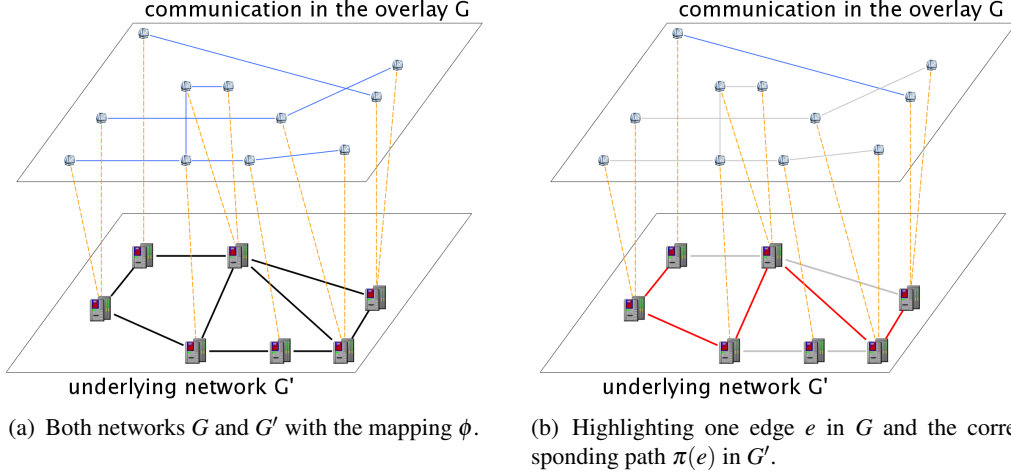 communication in the overlay G
communication in the overlay G
underlying network G'
underlying network G'
(a) Both networks G and G′ with the mapping ϕ.
(b) Highlighting one edge e in G and the corre-
sponding path π(e) in G′.